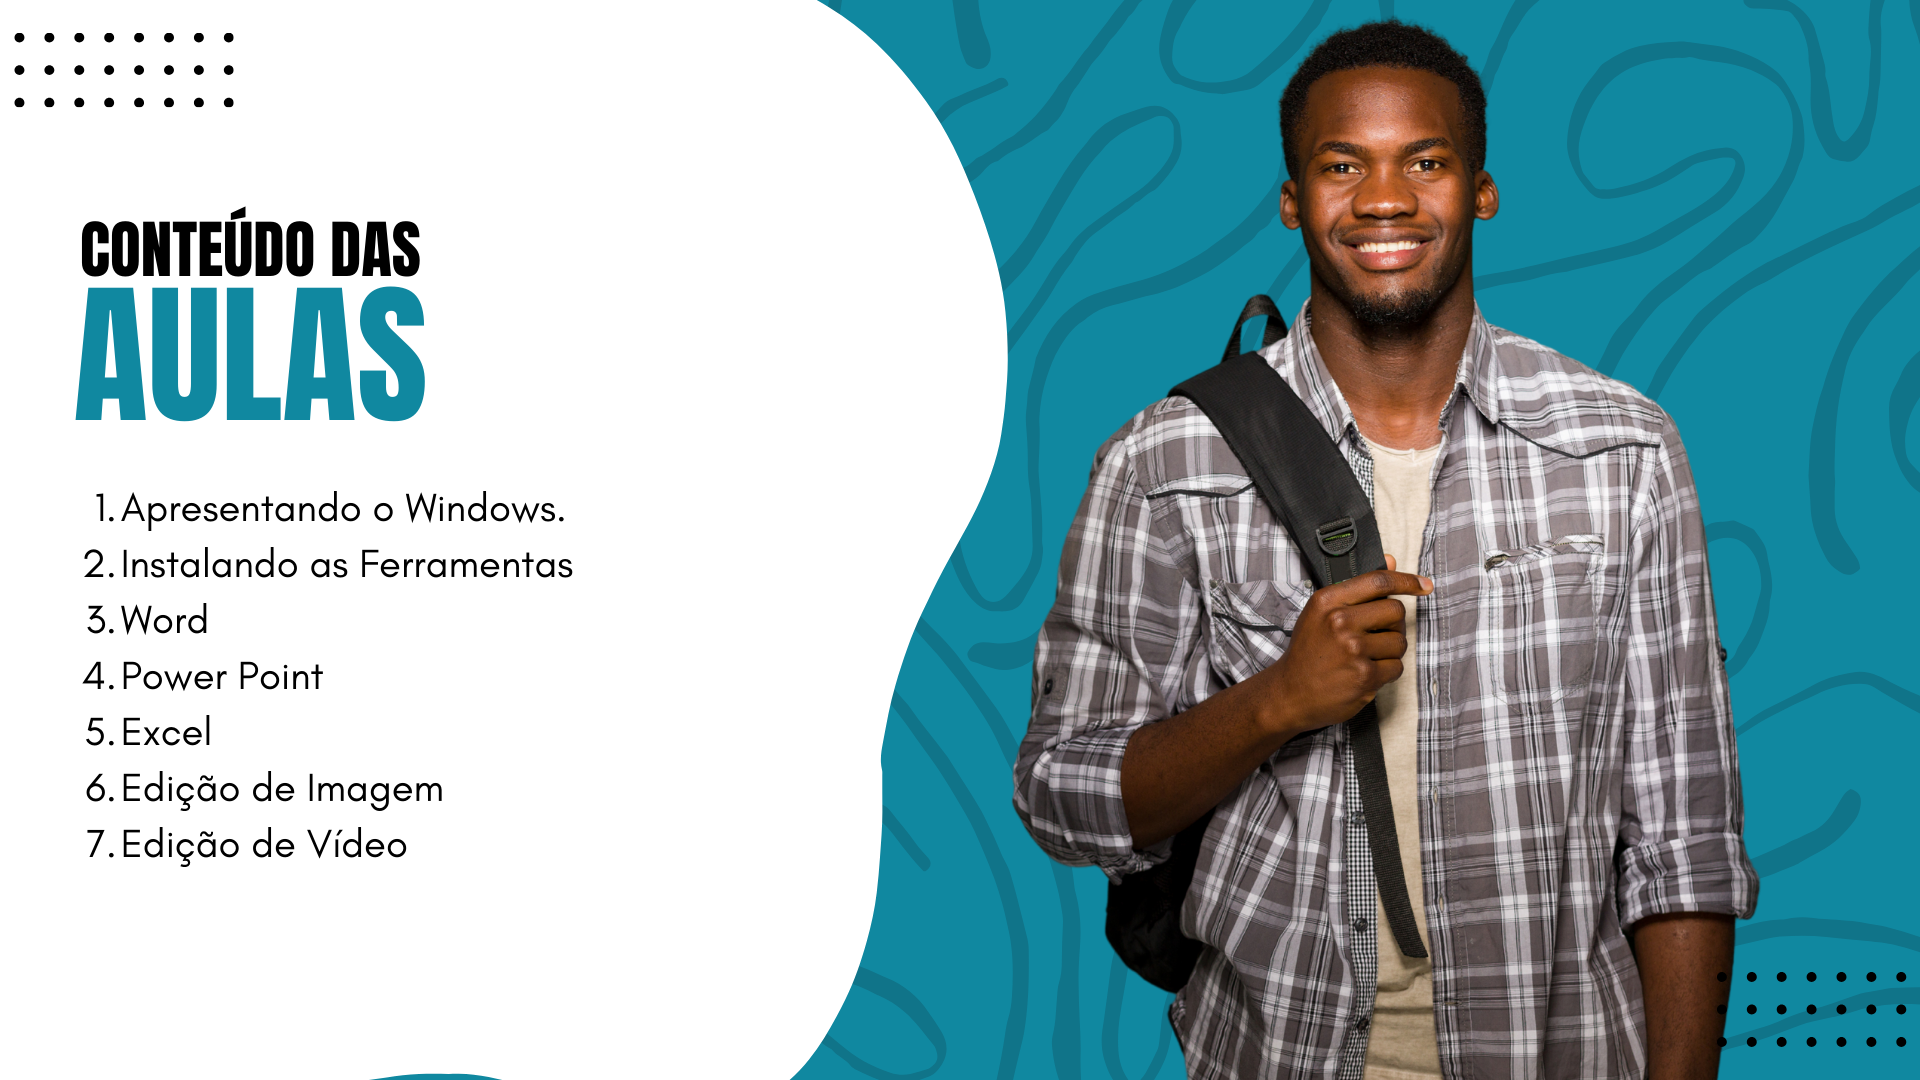 CONTEÚDO DAS
AULAS
1. Apresentando o Windows.
2. Instalando as Ferramentas
3. Word
4. Power Point
5. Excel
6. Edição de Imagem
7. Edição de Vídeo